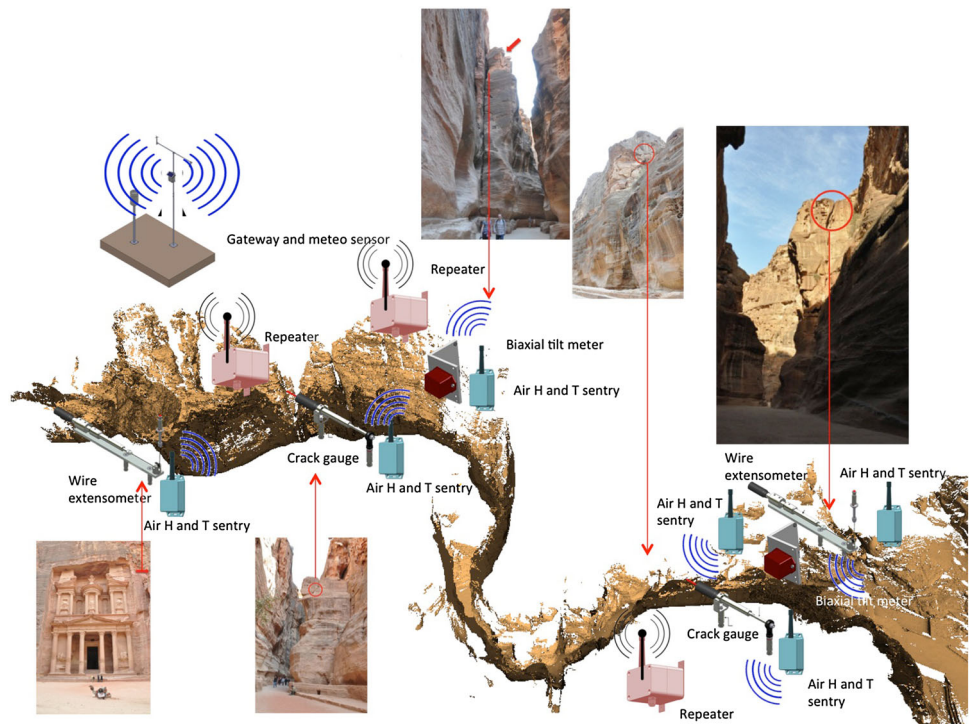 Gateway and meteo sensor
Repeater
Repeater
Biaxial tilt meter
Air H and T sentry
Crack gauge
Air H and T sentry
Wire
extensometer
Air H and T sentry
Wire
extensometer
Air H and T
sentry
Air H and T
sentry
Biaxial tilt meter
Crack gauge
Air H and T
sentry
Repeater